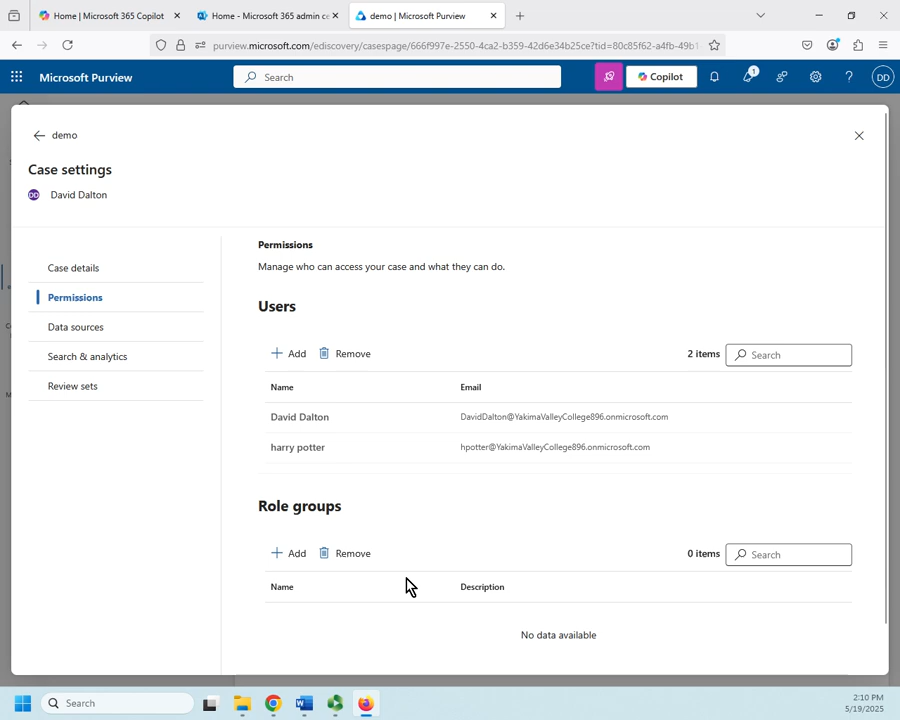 Home | Microsoft 365 Copilot
Home - Microsoft 365 admin ce
demo | Microsoft Purview
purview.microsoft.com/ediscovery/casespage/666f997e-2550-4ca2-b359-42d6e34b25ce?tid=80c85f62-a4fb-49b1-
Microsoft Purview
Search
Copilot
1
DD
demo
Case settings
DD David Dalton
Case details
Permissions
Data sources
Search & analytics
Review sets
Permissions
Manage who can access your case and what they can do.
Users
Add Remove 2 items Search
Name Email
David Dalton DavidDalton@YakimaValleyCollege896.onmicrosoft.com
harry potter hpotter@YakimaValleyCollege896.onmicrosoft.com
Role groups
Add Remove 0 items Search
Name Description
No data available
Search
2:10 PM
5/19/2025